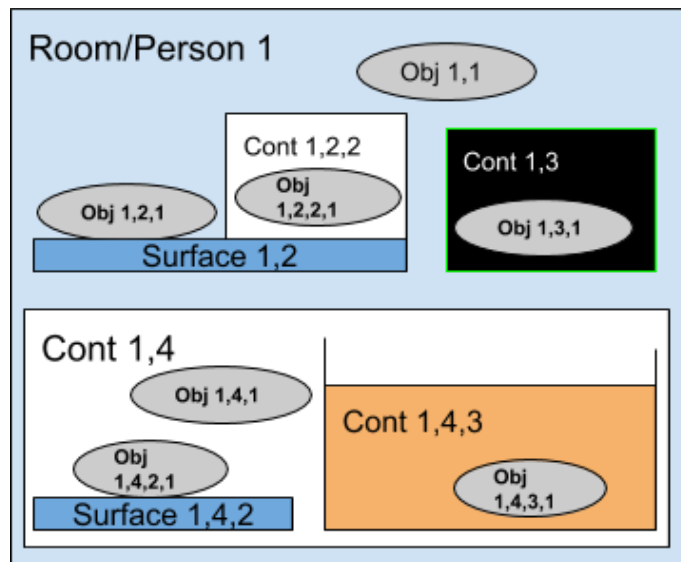 Room/Person 1
Obj 1,1
Cont 1,2,2
Cont 1,3
Obj
1,2,2,1
Obj 1,2,1
Obj 1,3,1
Surface 1,2
Cont 1,4
Obj 1,4,1
Cont 1,4,3
Obj
1,4,2,1
Obj
1,4,3,1
Surface 1,4,2